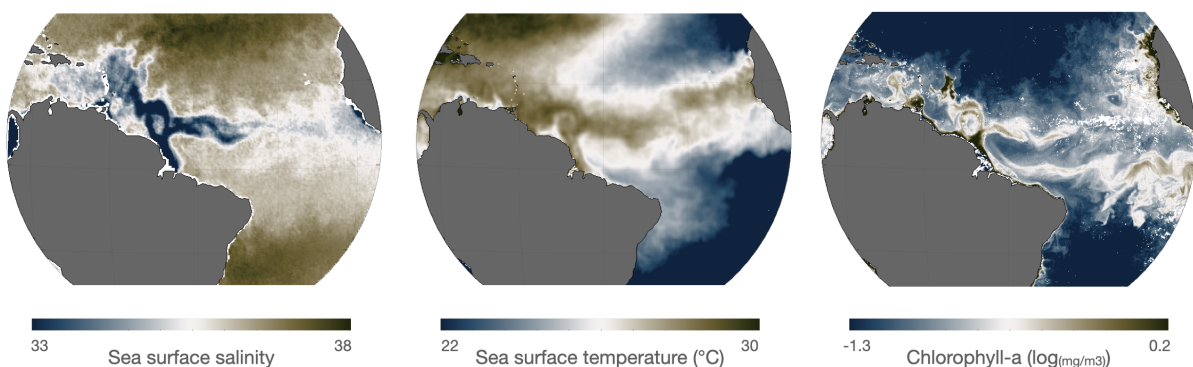 33 38
Sea surface salinity
22 30
Sea surface temperature (°C)
-1.3 0.2
Chlorophyll-a (log(mg/m3))